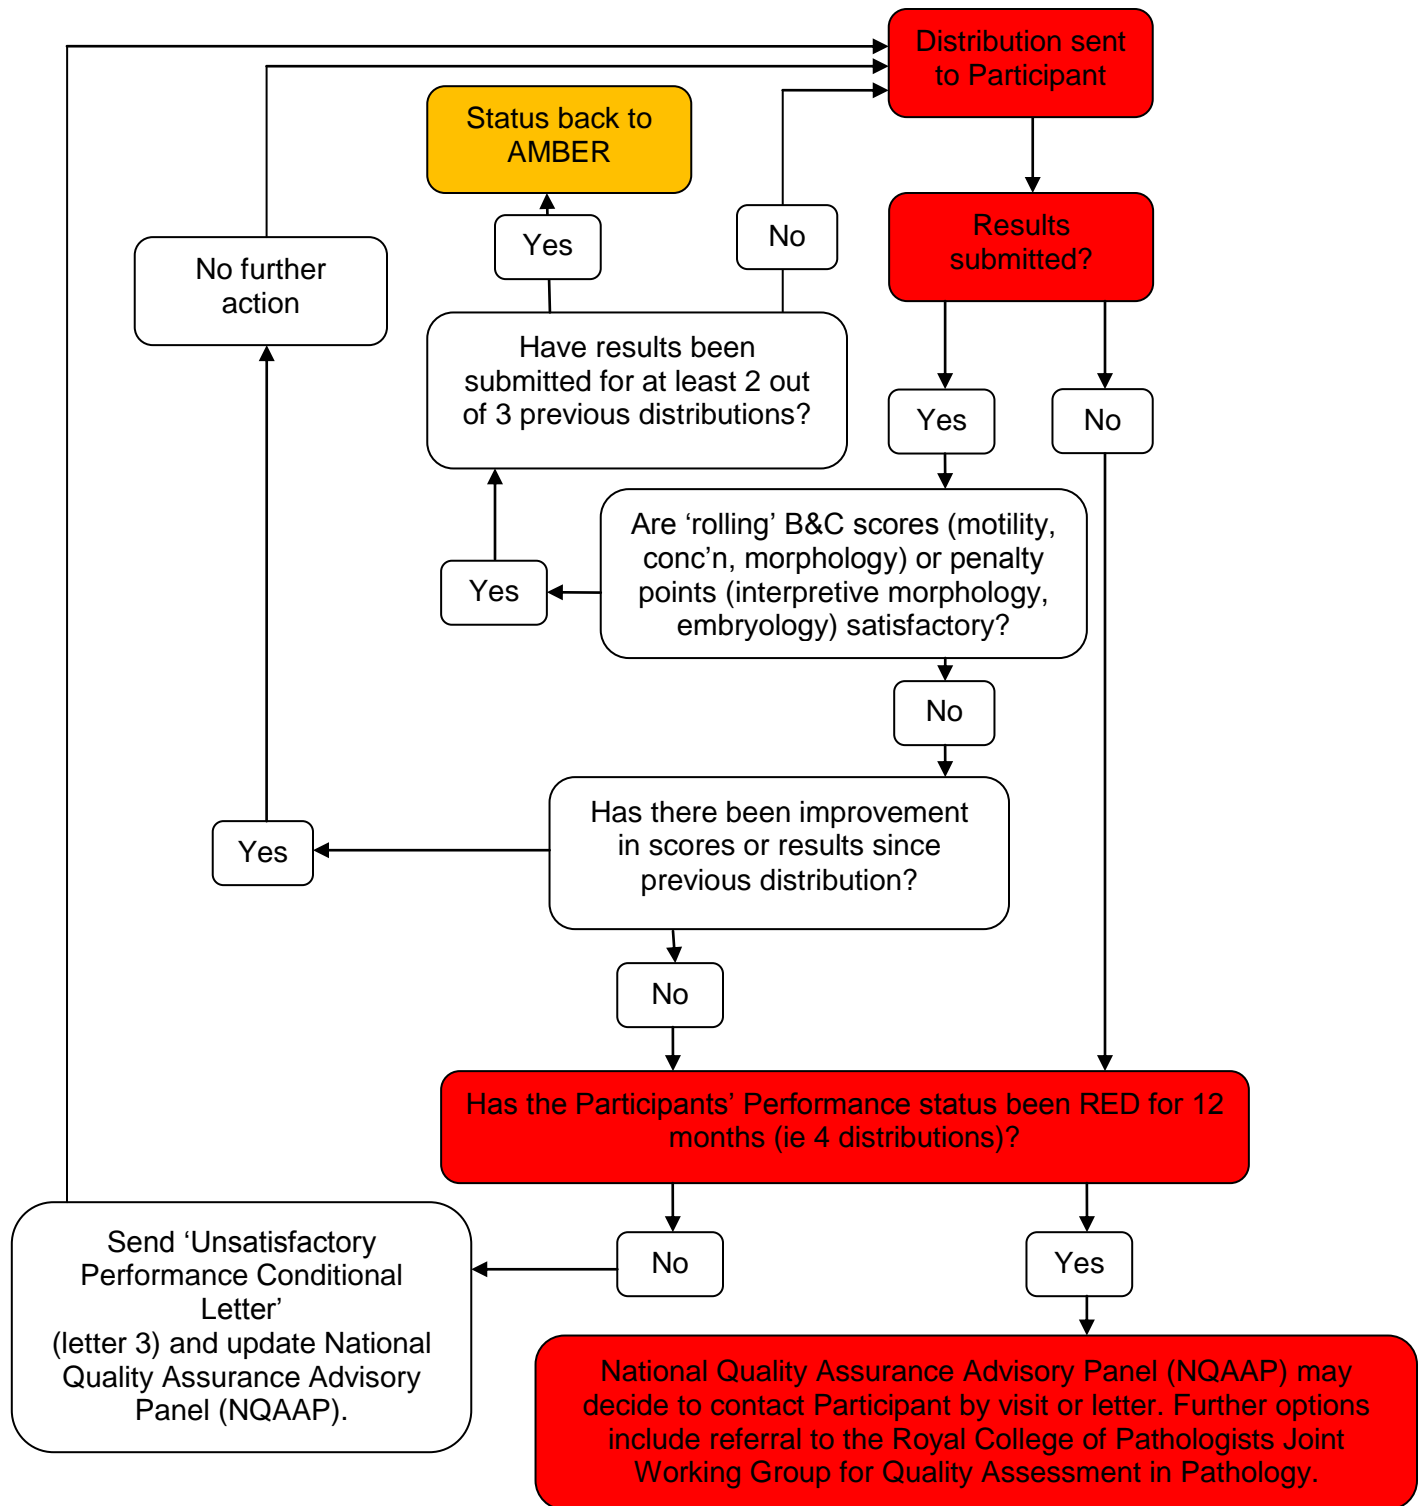 Distribution sent
to Participant
Status back to
AMBER
Results
submitted?
Yes
No
No further
action
Have results been
submitted for at least 2 out
of 3 previous distributions?
Yes
No
Are ‘rolling’ B&C scores (motility,
conc’n, morphology) or penalty
points (interpretive morphology,
embryology) satisfactory?
Yes
No
Has there been improvement
in scores or results since
previous distribution?
Yes
No
Has the Participants’ Performance status been RED for 12
months (ie 4 distributions)?
Send ‘Unsatisfactory
Performance Conditional
Letter’
(letter 3) and update National
Quality Assurance Advisory
Panel (NQAAP).
No
Yes
National Quality Assurance Advisory Panel (NQAAP) may
decide to contact Participant by visit or letter. Further options
include referral to the Royal College of Pathologists Joint
Working Group for Quality Assessment in Pathology.